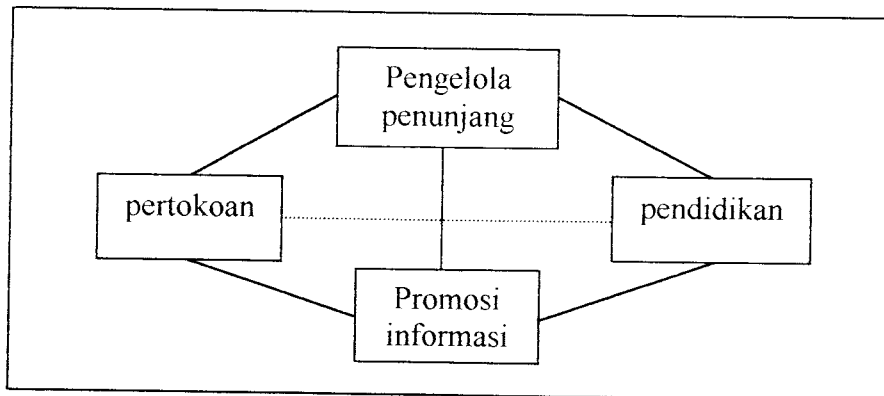 Pengelola
penunjang
pertokoan
pendidikan
Promosi
informasi